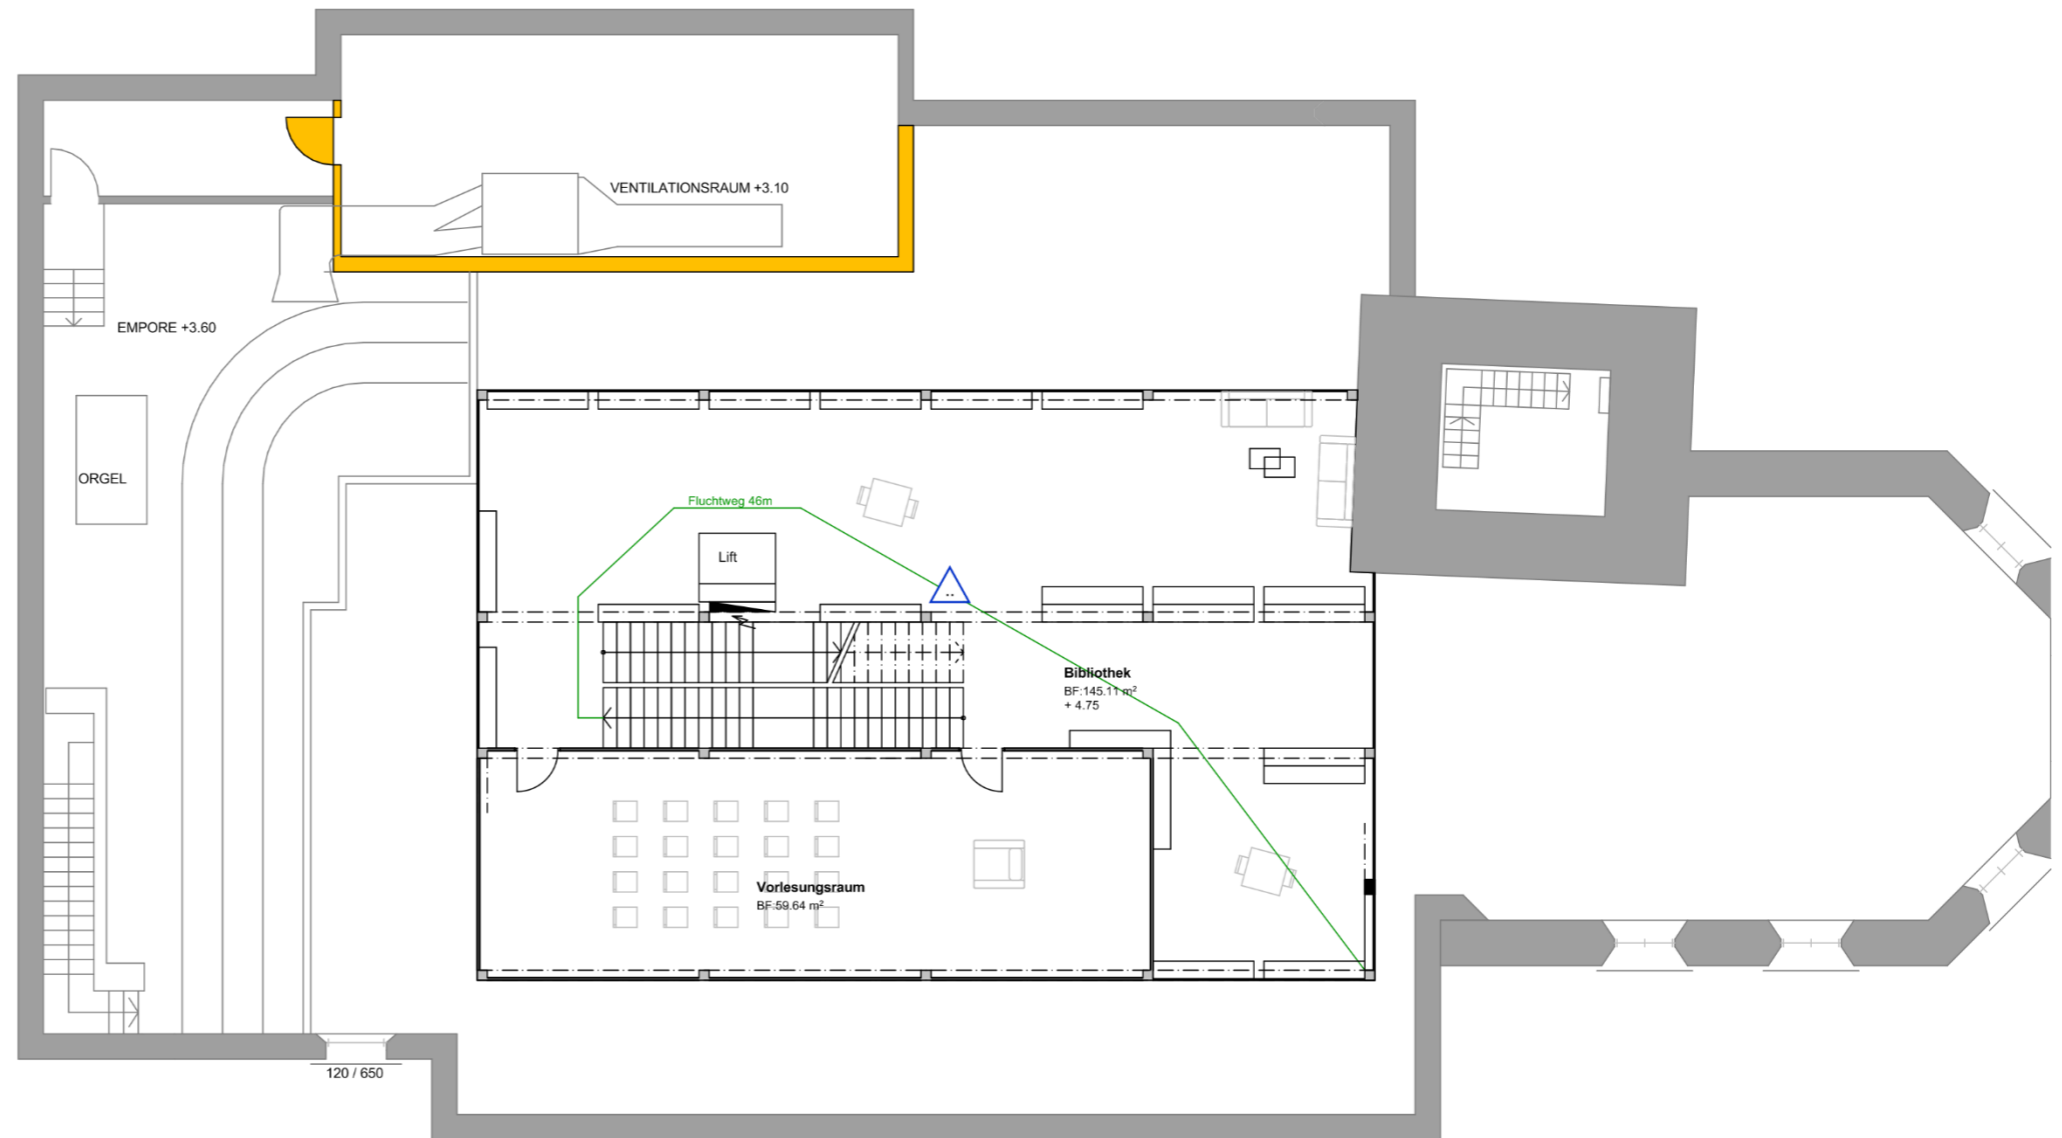 VENTILATIONSRAUM +3.10
EMPORE +3.60
ORGEL
Fluchtweg 46m
Lift
Bibliothek
BF:145.11 m²
+ 4.75
Vorlesungsraum
BF:59.64 m²
120 / 650